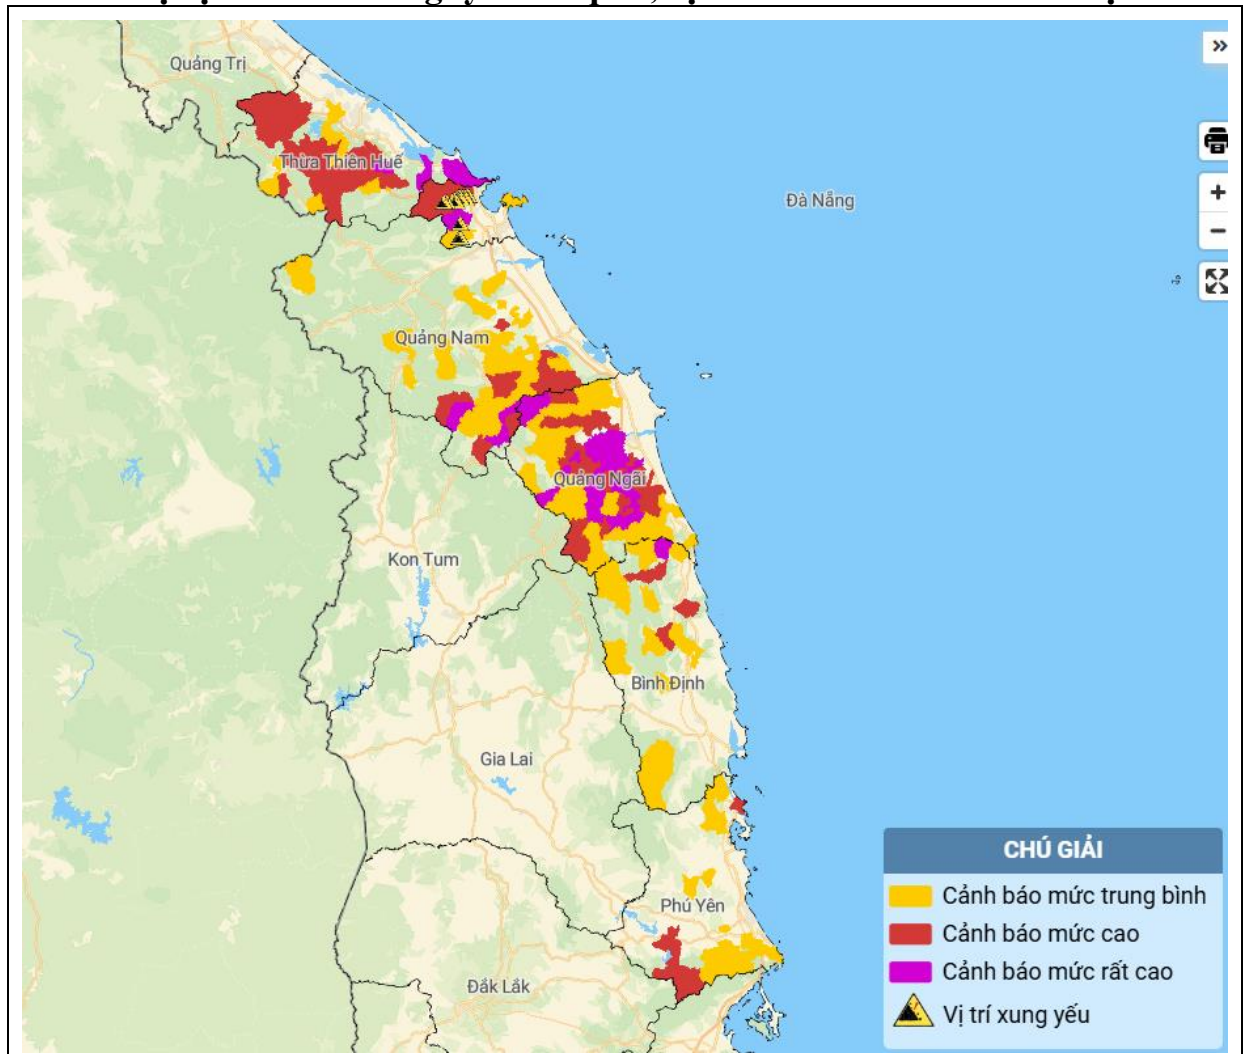 Quảng Trị
Thừa Thiên Huế
Đà Nẵng
Quảng Nam
Quảng Ngãi
Kon Tum
Bình Định
Gia Lai
Phú Yên
Đắk Lắk
CHÚ GIẢI
Cảnh báo mức trung bình
Cảnh báo mức cao
Cảnh báo mức rất cao
Vị trí xung yếu